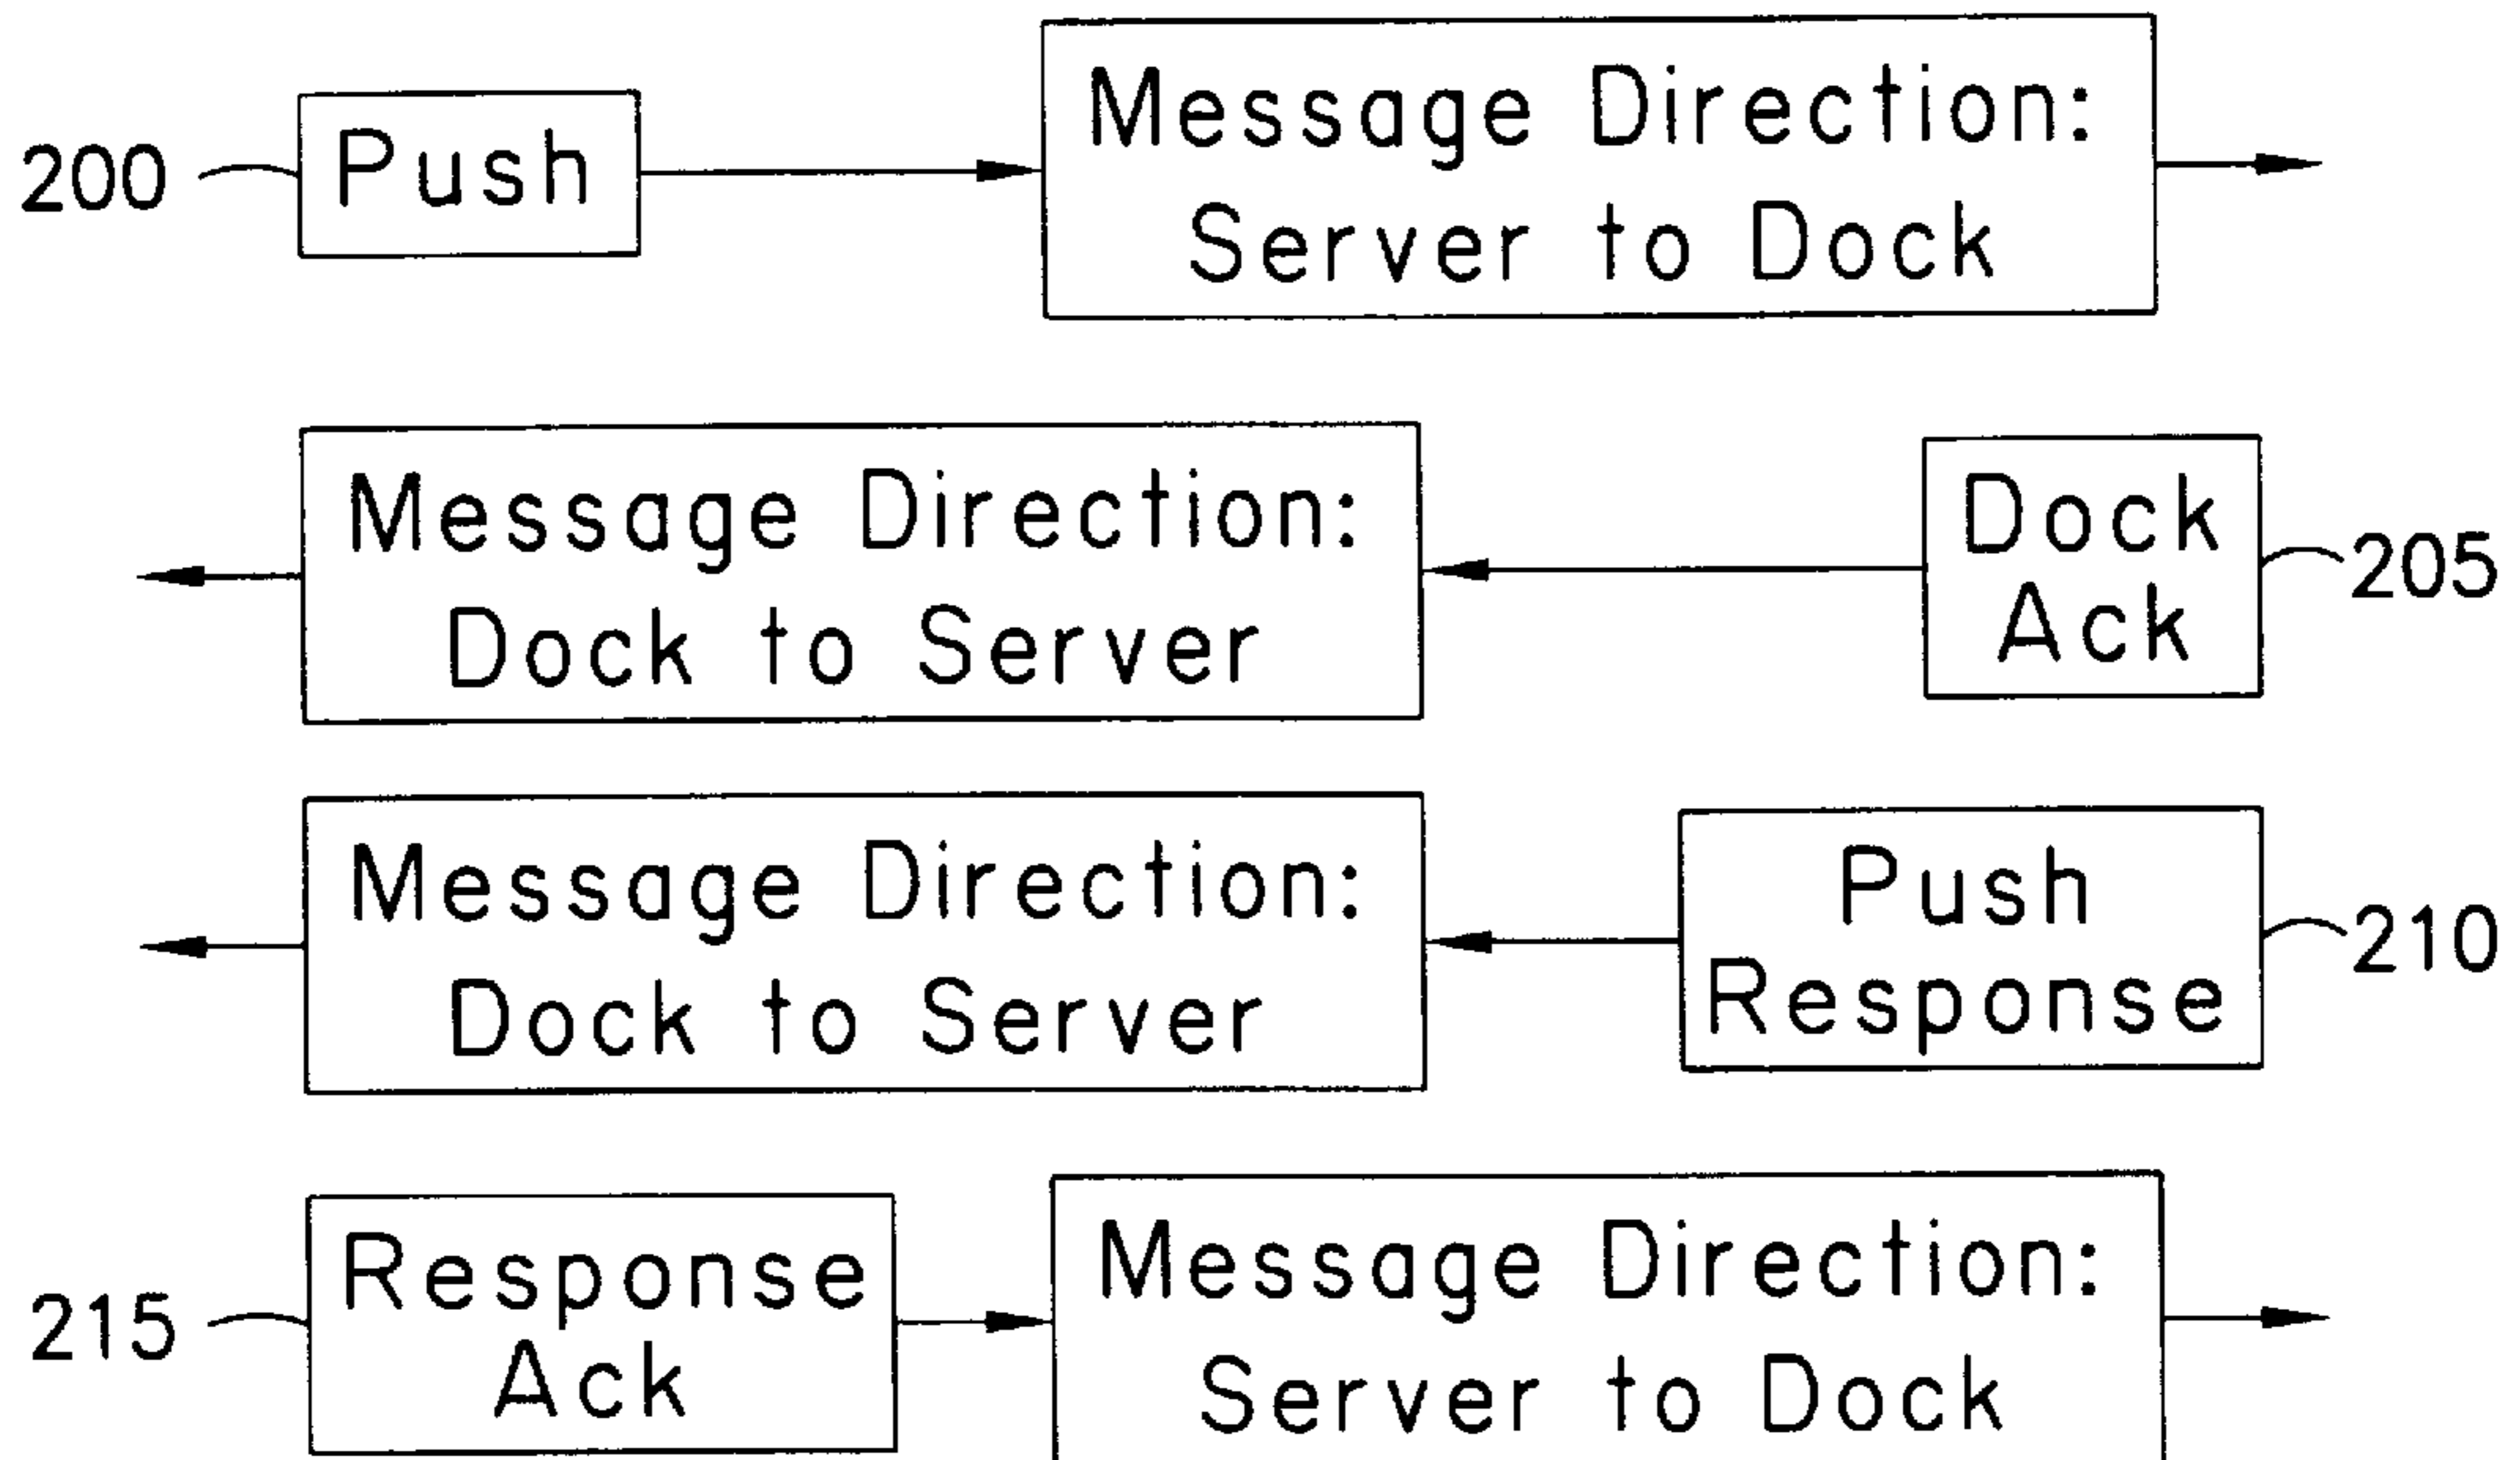 200
Push
Message Direction:
Server to Dock
Message Direction:
Dock to Server
Dock
Ack
205
Message Direction:
Dock to Server
Push
Response
210
215
Response
Ack
Message Direction:
Server to Dock